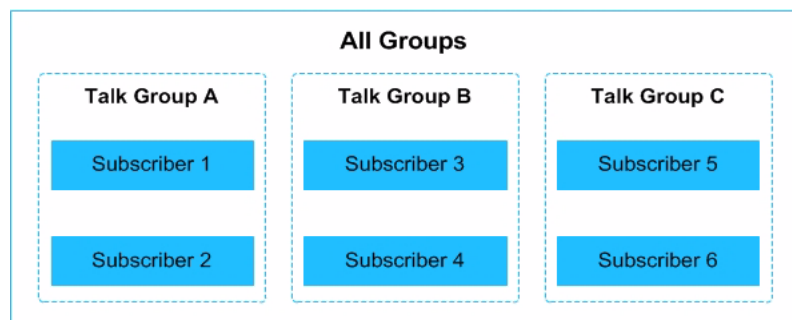 All Groups
Talk Group A
Subscriber 1
Subscriber 2
Talk Group B
Subscriber 3
Subscriber 4
Talk Group C
Subscriber 5
Subscriber 6